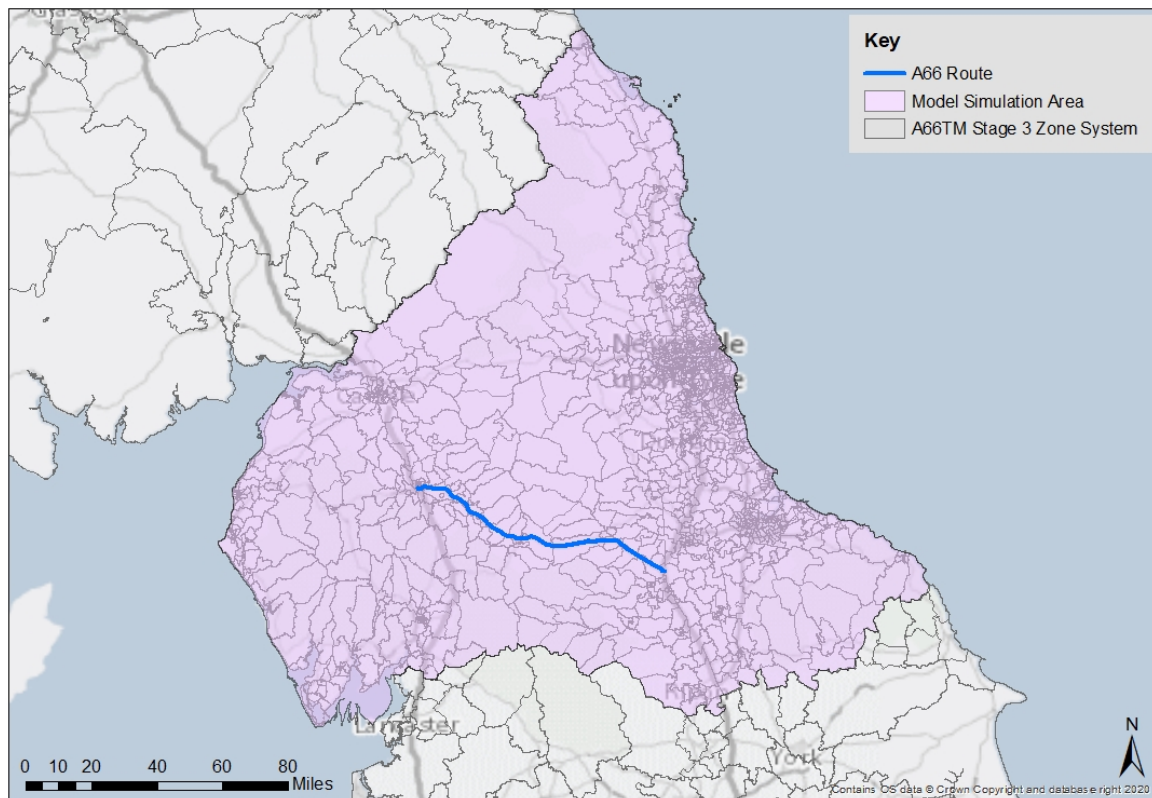 Key
A66 Route
Model Simulation Area
A66TM Stage 3 Zone System
Lancaster
York
N
0 10 20 40 60 80
Miles
Contains OS data © Crown Copyright and database right 2020